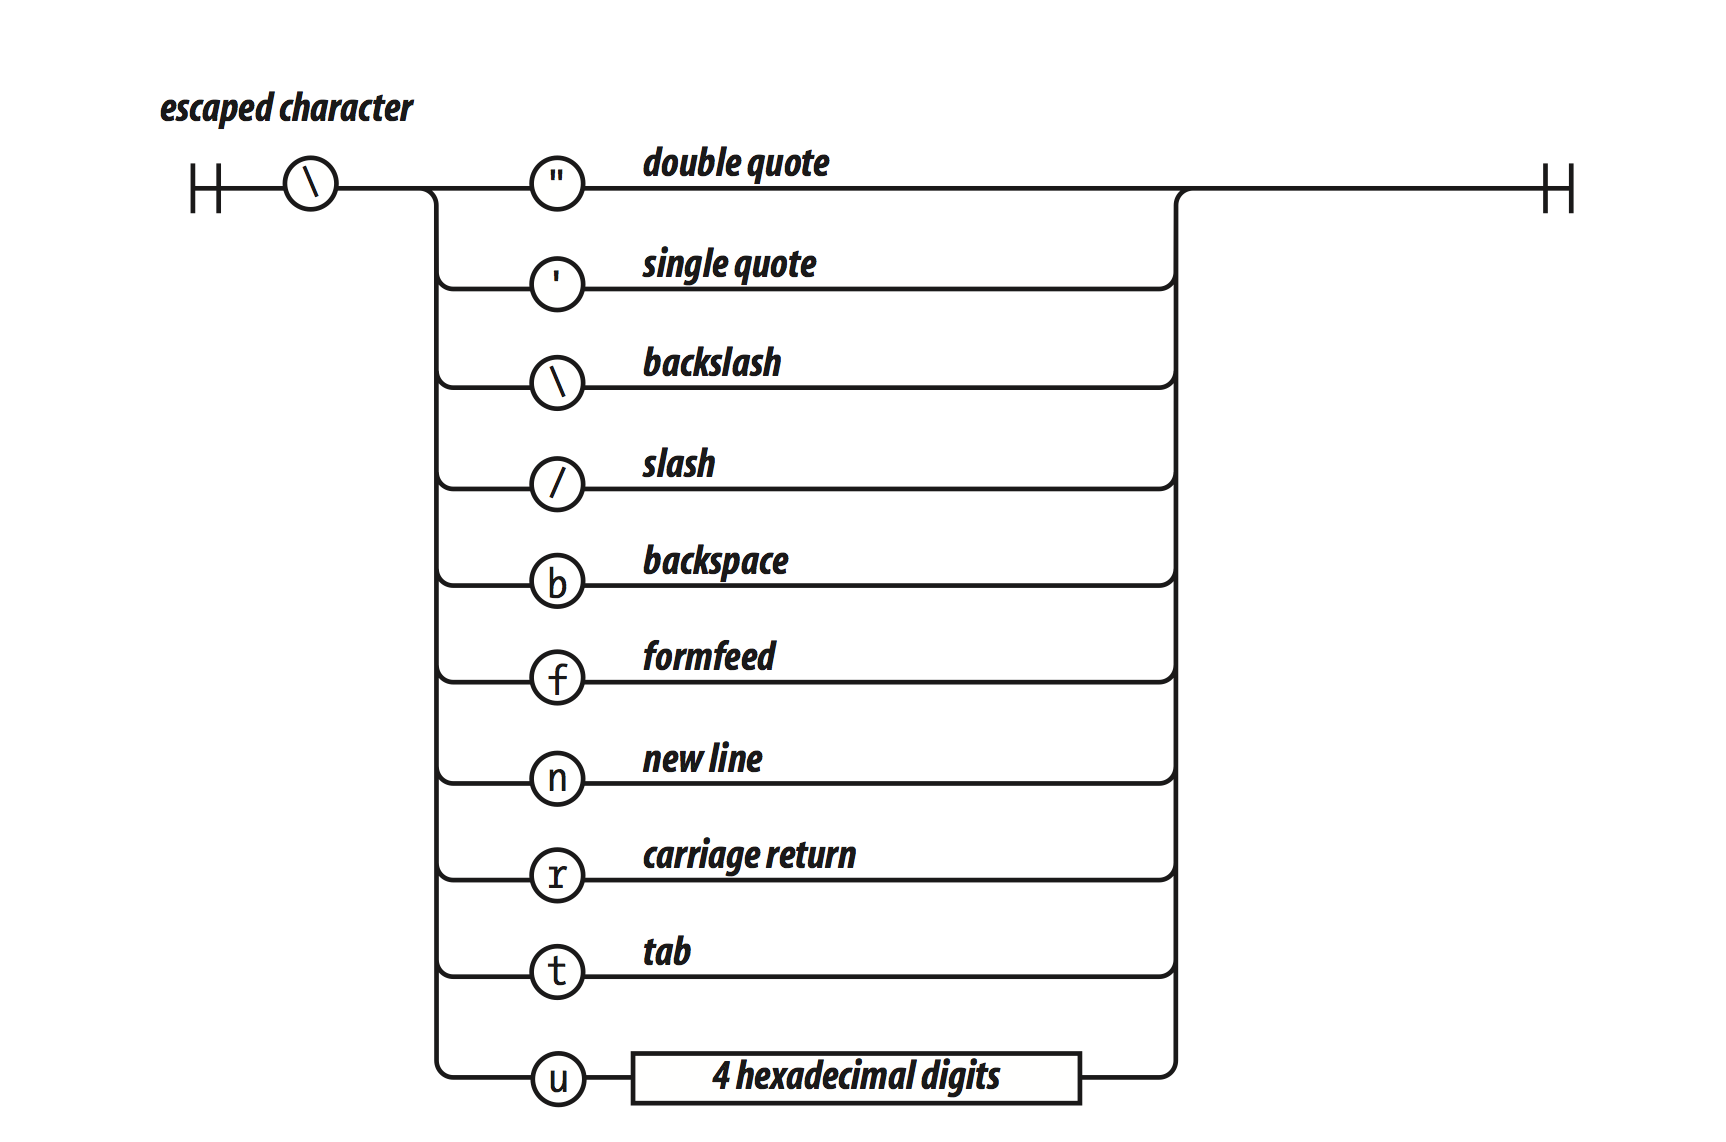 escaped character
\ " double quote
' single quote
\ backslash
/ slash
b backspace
f formfeed
n new line
r carriage return
t tab
u 4 hexadecimal digits